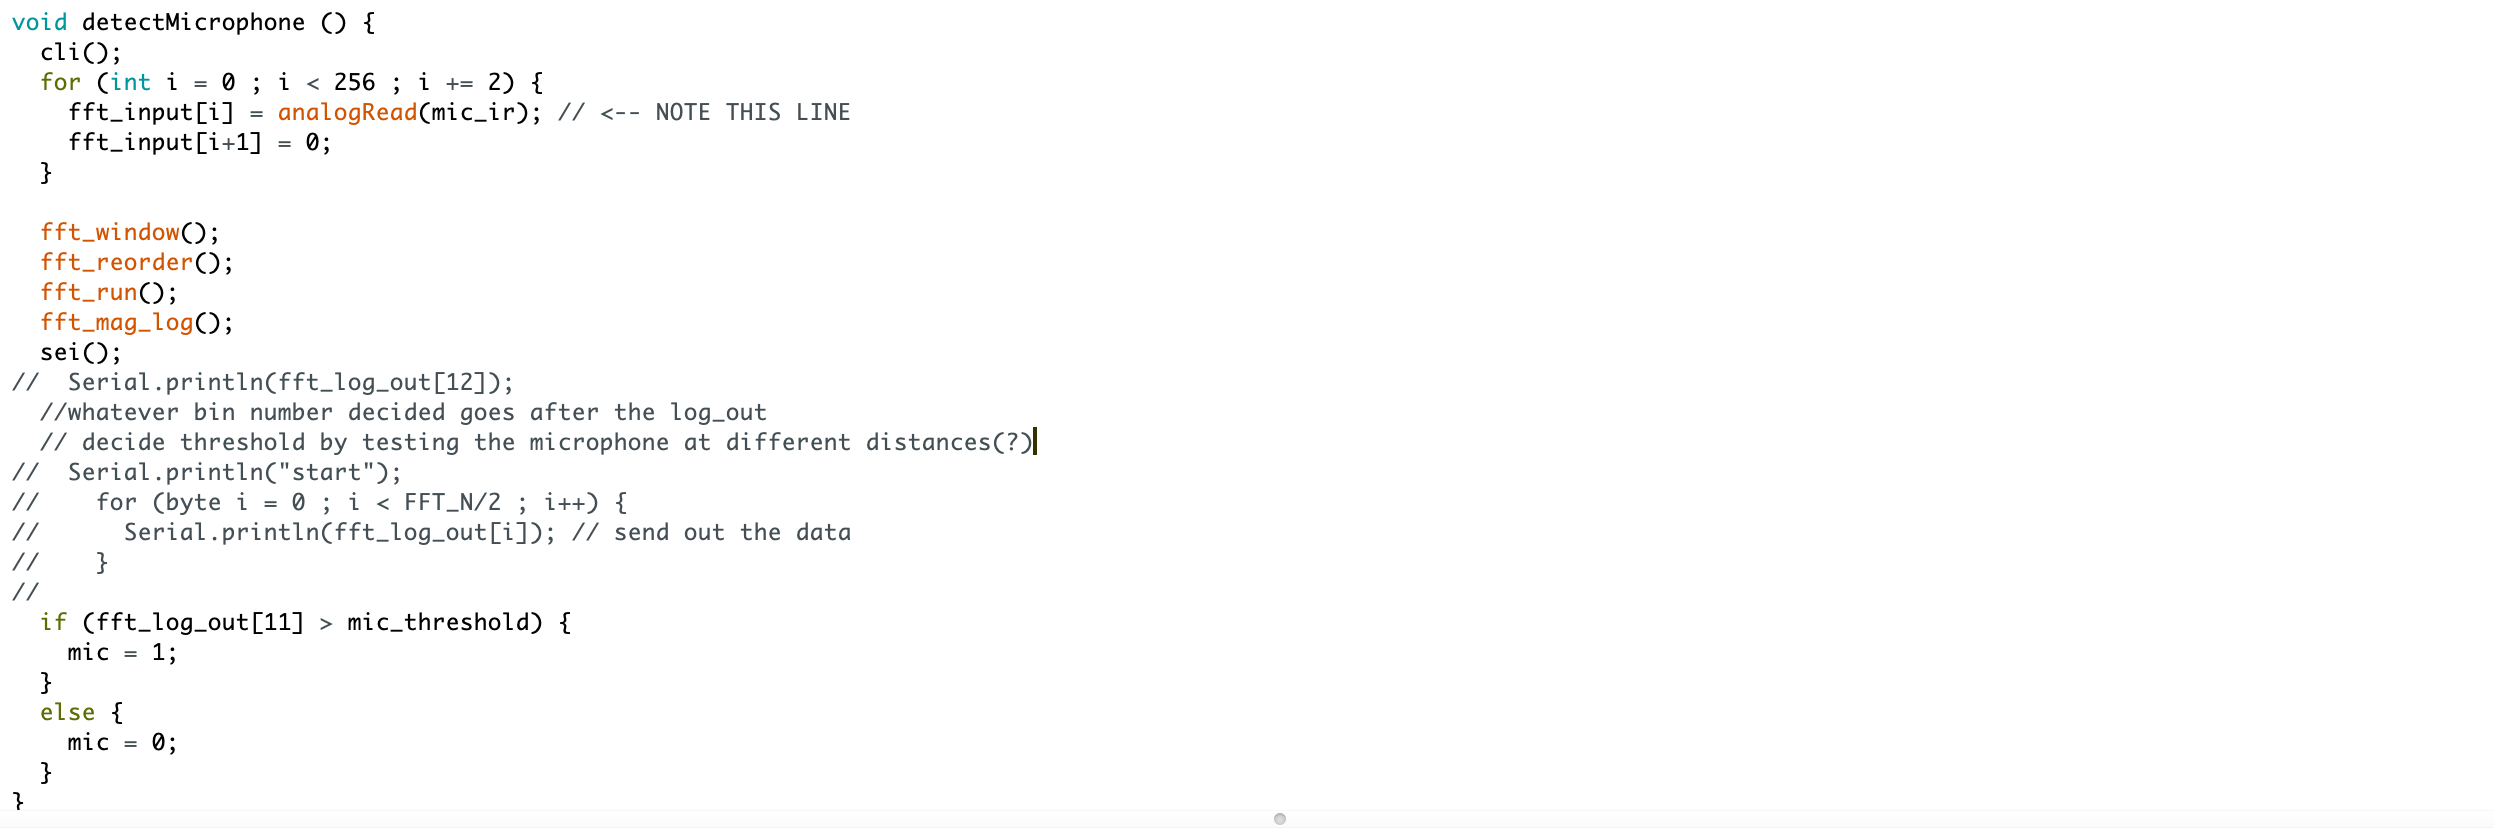 void detectMicrophone () {
  cli();
  for (int i = 0 ; i < 256 ; i += 2) {
    fft_input[i] = analogRead(mic_ir); // <-- NOTE THIS LINE
    fft_input[i+1] = 0;
  }

  fft_window();
  fft_reorder();
  fft_run();
  fft_mag_log();
  sei();
//  Serial.println(fft_log_out[12]);
  //whatever bin number decided goes after the log_out
  // decide threshold by testing the microphone at different distances(?)
//  Serial.println("start");
//    for (byte i = 0 ; i < FFT_N/2 ; i++) {
//      Serial.println(fft_log_out[i]); // send out the data
//    }
//
  if (fft_log_out[11] > mic_threshold) {
    mic = 1;
  }
  else {
    mic = 0;
  }
}